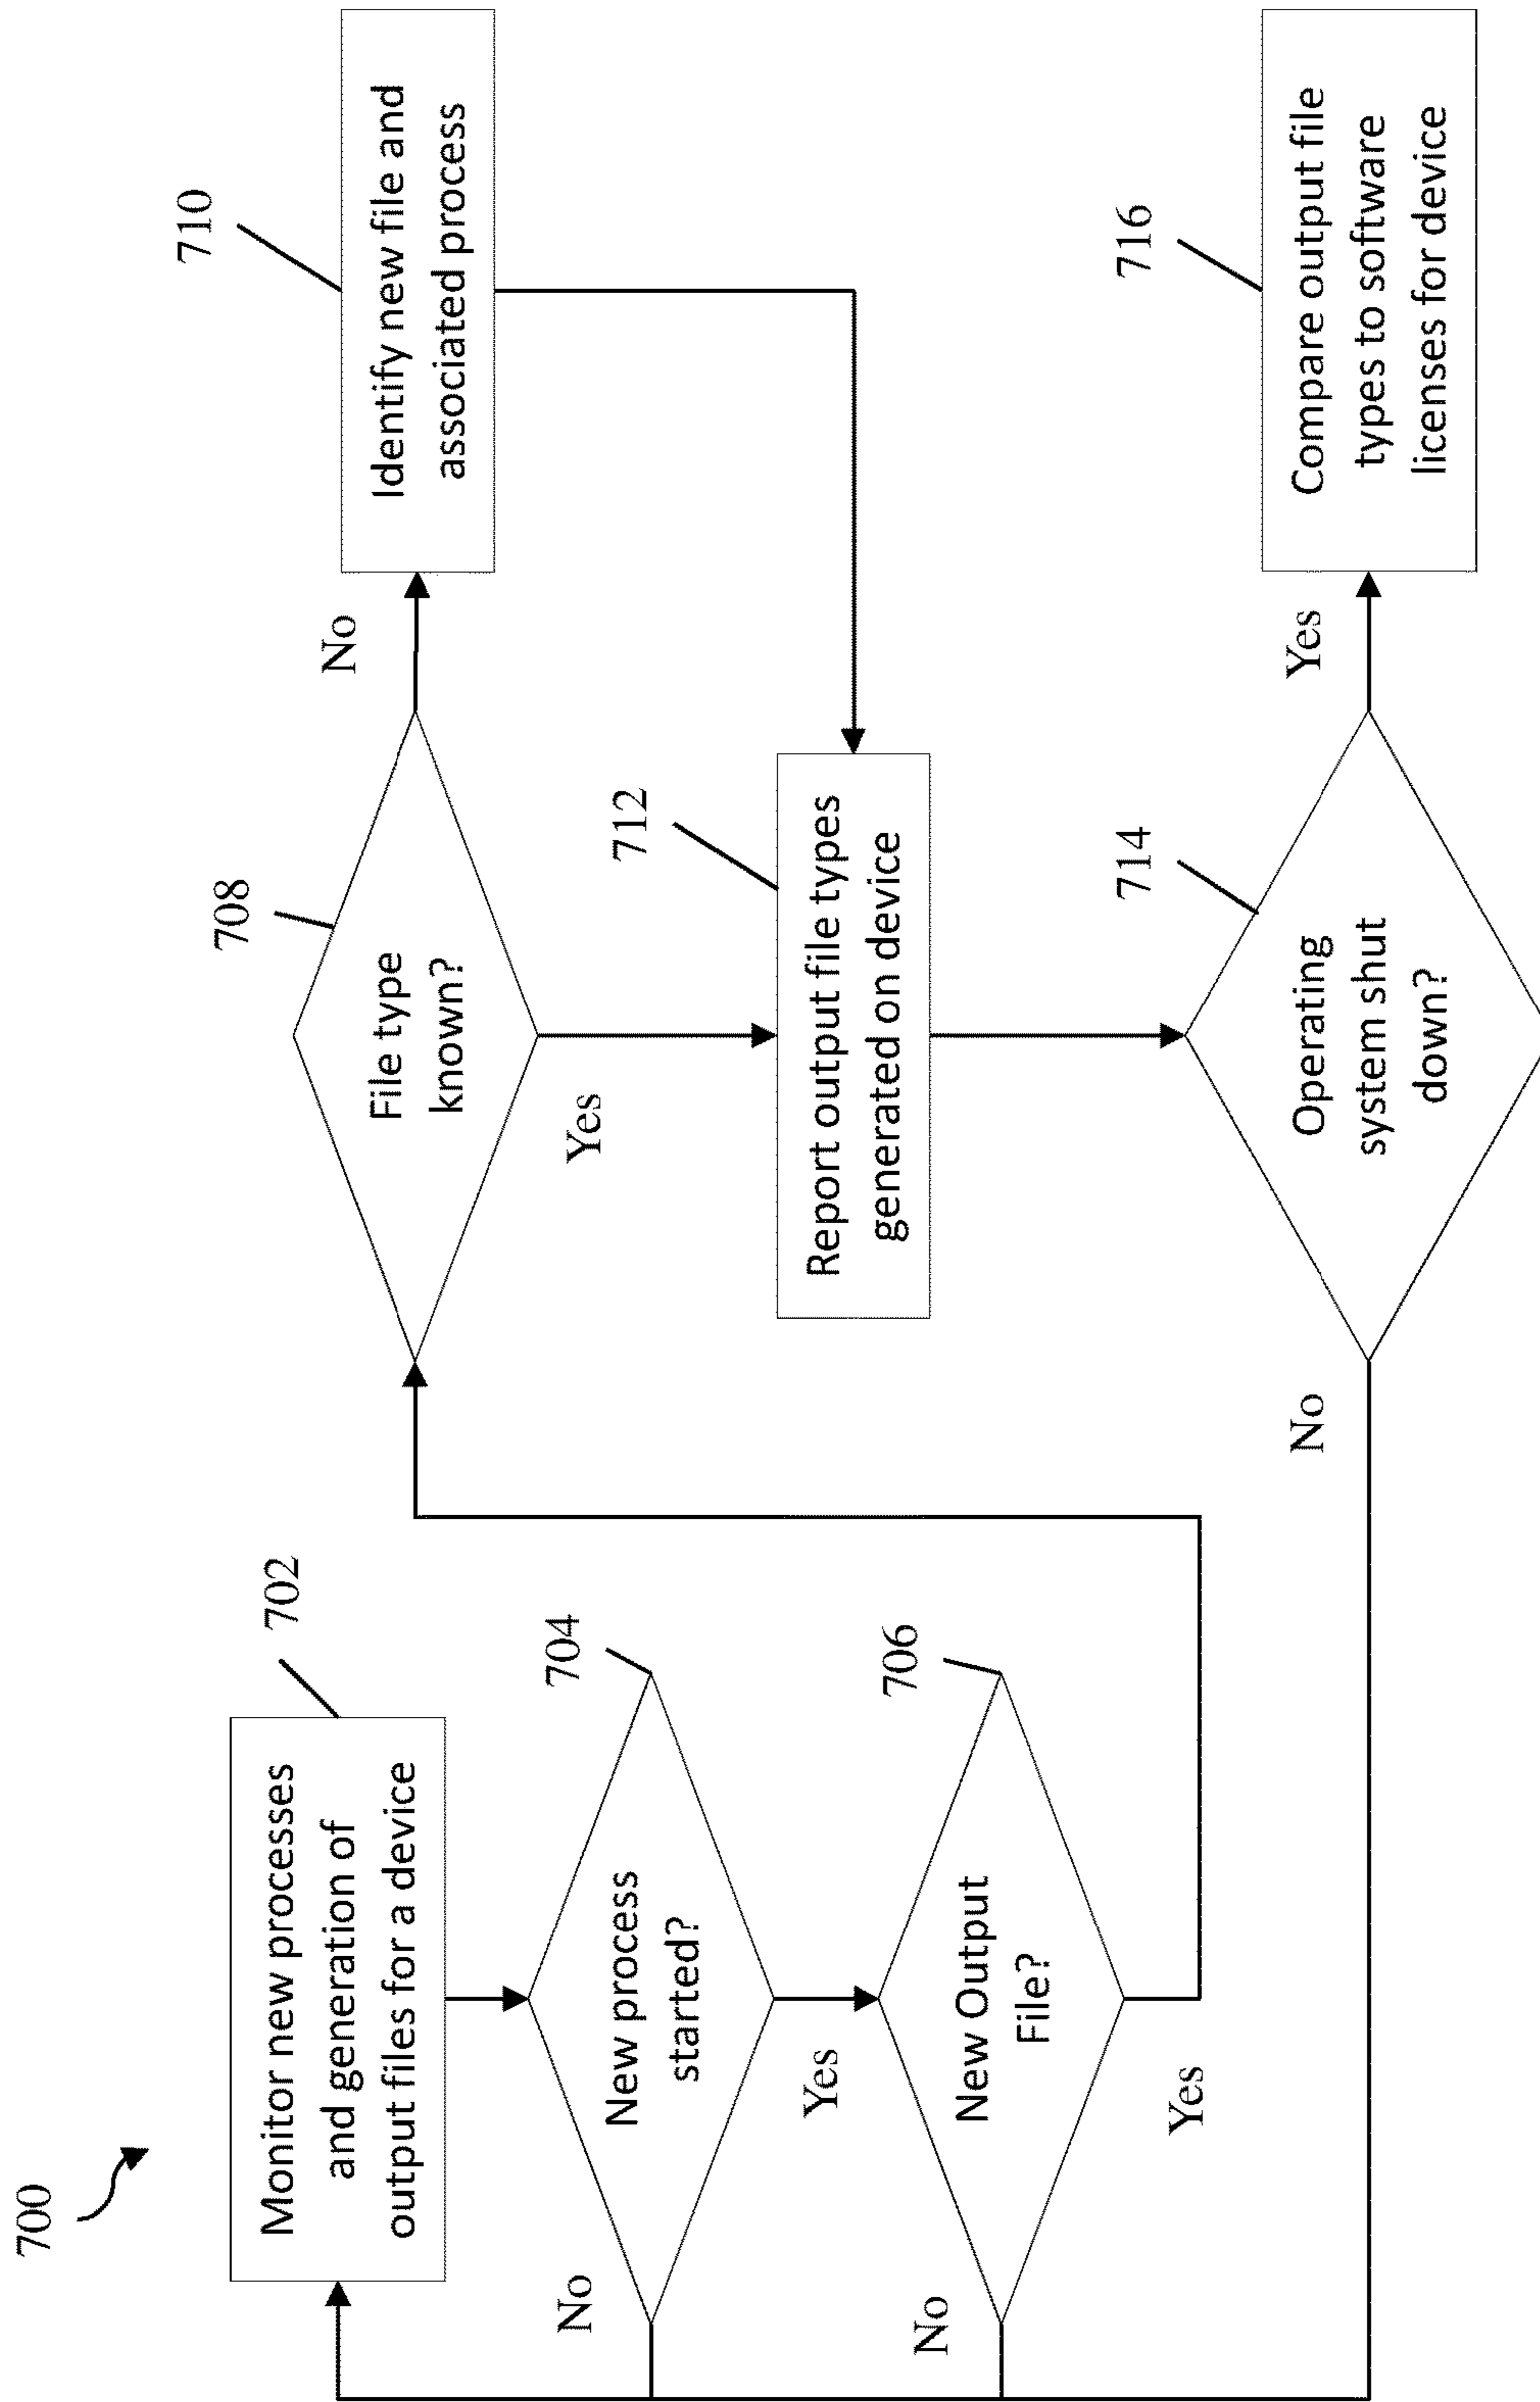 700
702
Monitor new processes
and generation of
output files for a device
704
New process
started?
No
Yes
706
New Output
File?
No
Yes
708
File type
known?
No
Yes
710
Identify new file and
associated process
712
Report output file types
generated on device
714
Operating
system shut
down?
No
Yes
716
Compare output file
types to software
licenses for device